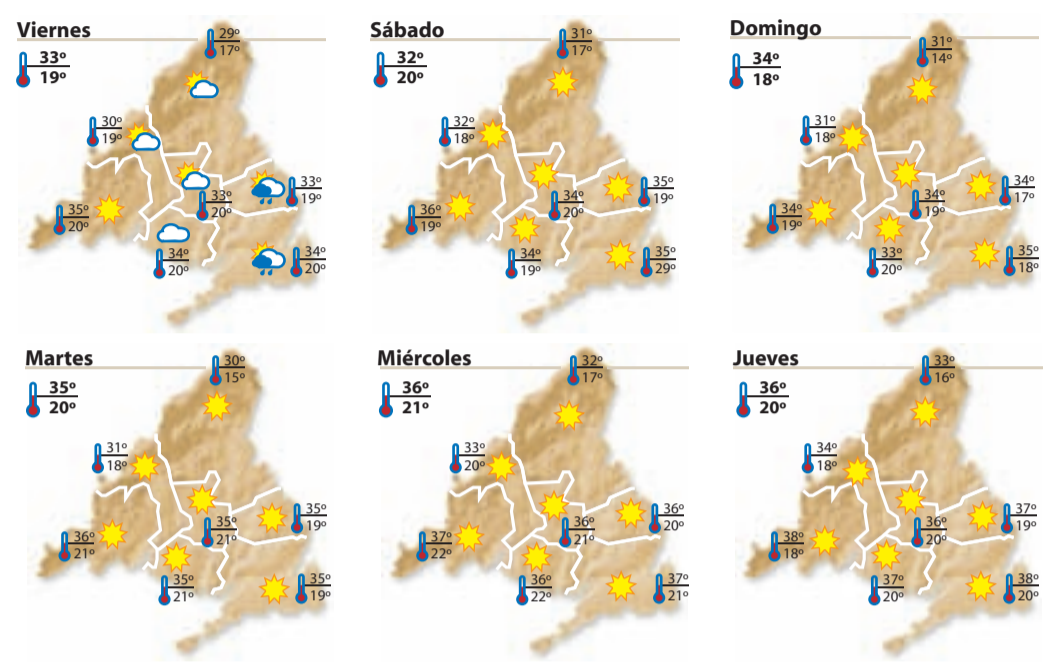 Viernes
33º
19º
29º
17º
30º
19º
33º
19º
33º
20º
35º
20º
34º
20º
34º
20º
Sábado
32º
20º
31º
17º
32º
18º
35º
19º
34º
20º
36º
19º
34º
19º
35º
29º
Domingo
34º
18º
31º
14º
31º
18º
34º
17º
34º
19º
34º
19º
33º
20º
35º
18º
Martes
35º
20º
30º
15º
31º
18º
35º
19º
35º
21º
36º
21º
35º
21º
35º
19º
Miércoles
36º
21º
32º
17º
33º
20º
36º
20º
36º
21º
37º
22º
36º
22º
37º
21º
Jueves
36º
20º
33º
16º
34º
18º
37º
19º
36º
20º
38º
18º
37º
20º
38º
20º